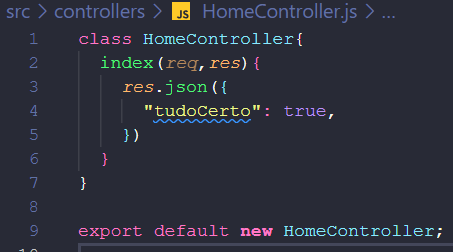 src > controllers > JS HomeController.js > ...
1 class HomeController{
2 index(req,res){
3 res.json({
4 "tudoCerto": true,
5 })
6 }
7 }
8
9 export default new HomeController;
10